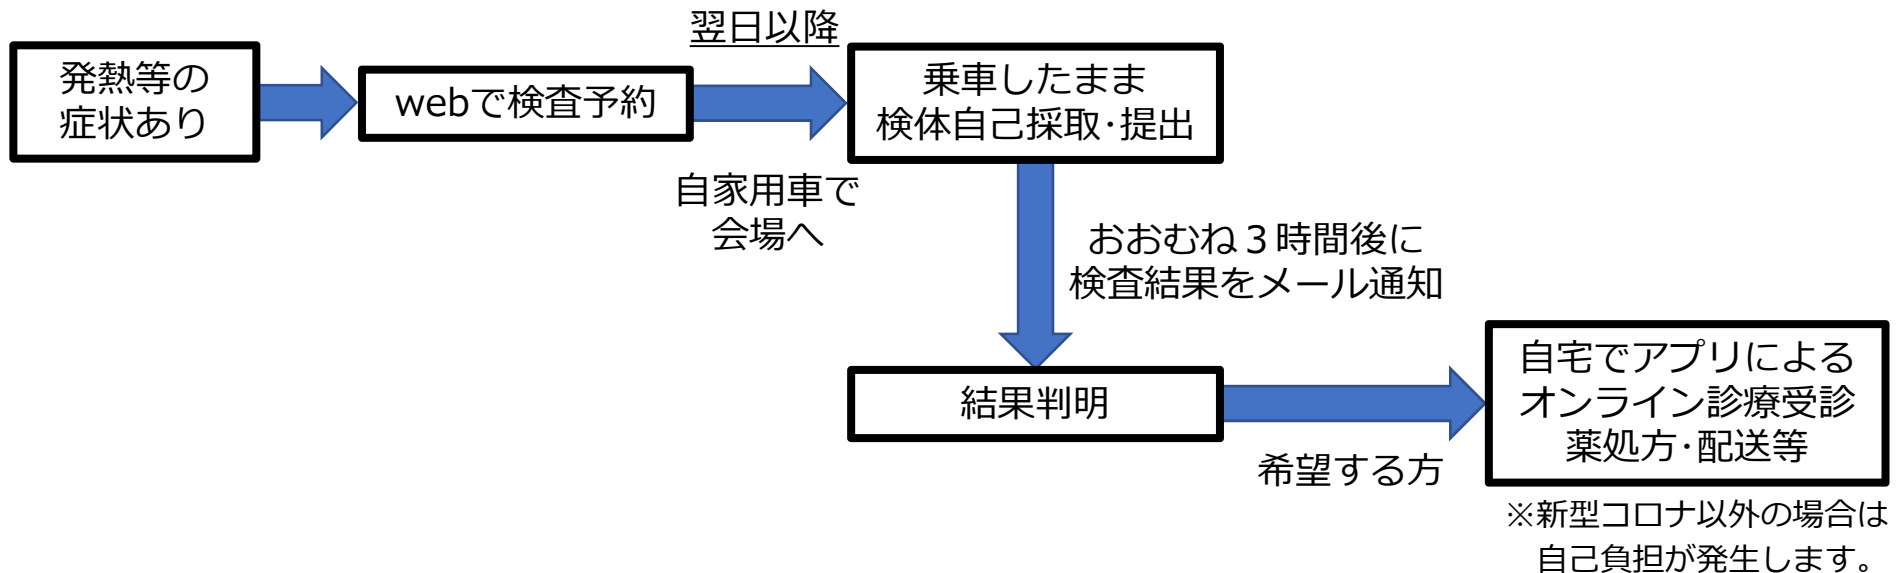 発熱等の
症状あり
webで検査予約
翌日以降
自家用車で
会場へ
乗車したまま
検体自己採取･提出
おおむね３時間後に
検査結果をメール通知
結果判明
希望する方
自宅でアプリによる
オンライン診療受診
薬処方･配送等
※新型コロナ以外の場合は
自己負担が発生します。